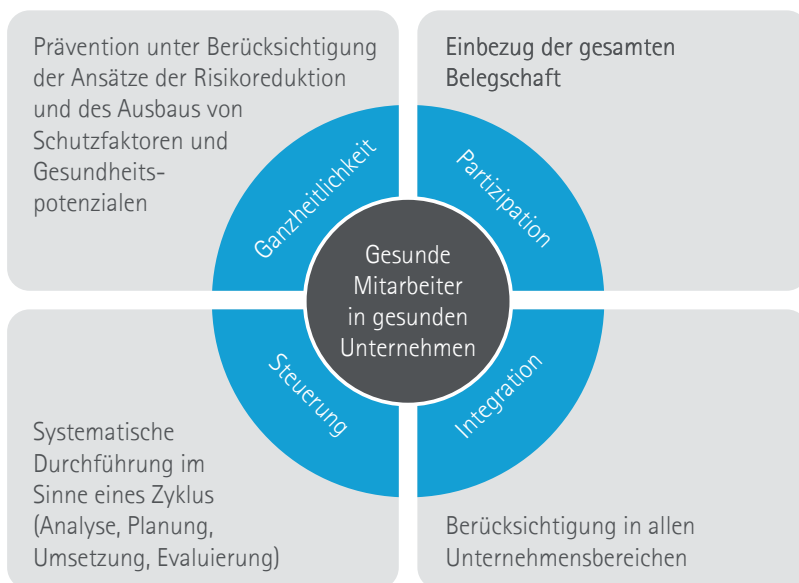 Prävention unter Berücksichtigung
der Ansätze der Risikoreduktion
und des Ausbaus von
Schutzfaktoren und
Gesundheits-
potenzialen
Einbezug der gesamten
Belegschaft
Ganzheitlichkeit
Partizipation
Gesunde
Mitarbeiter
in gesunden
Unternehmen
Steuerung
Integration
Systematische
Durchführung im
Sinne eines Zyklus
(Analyse, Planung,
Umsetzung, Evaluierung)
Berücksichtigung in allen
Unternehmensbereichen